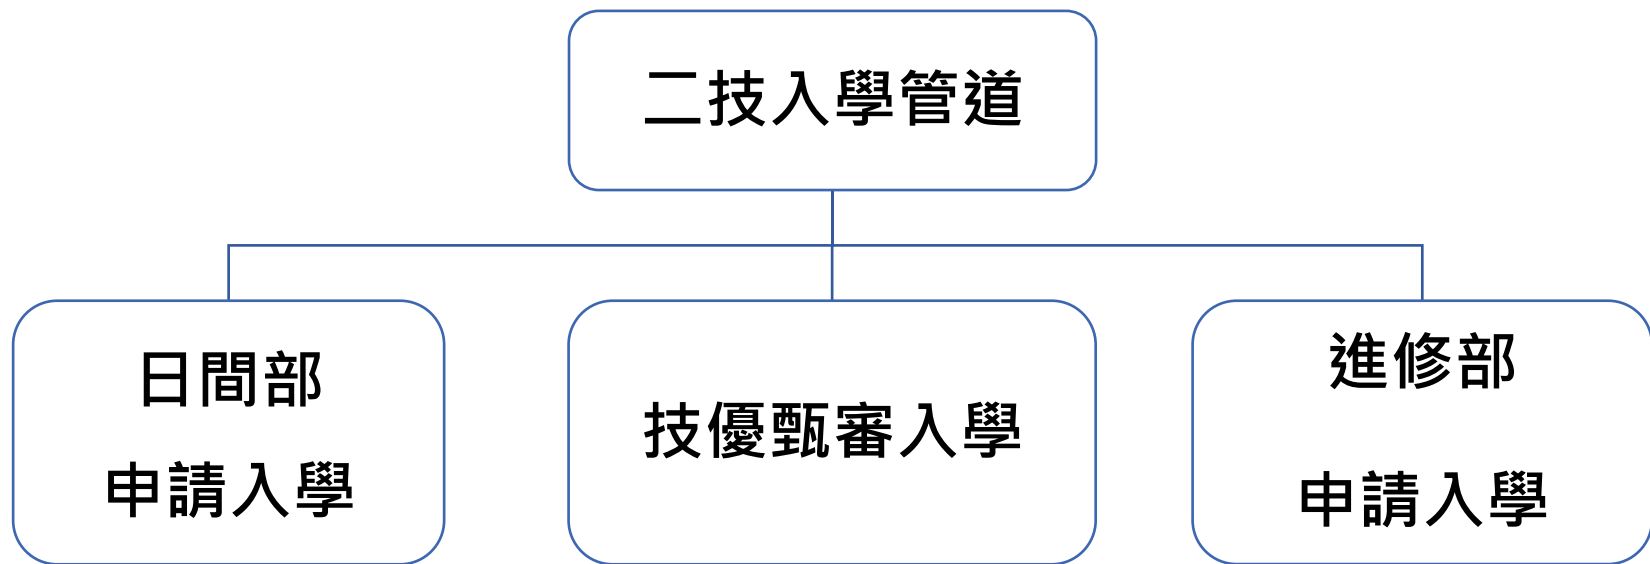 二技入學管道
日間部
申請入學
技優甄審入學
進修部
申請入學